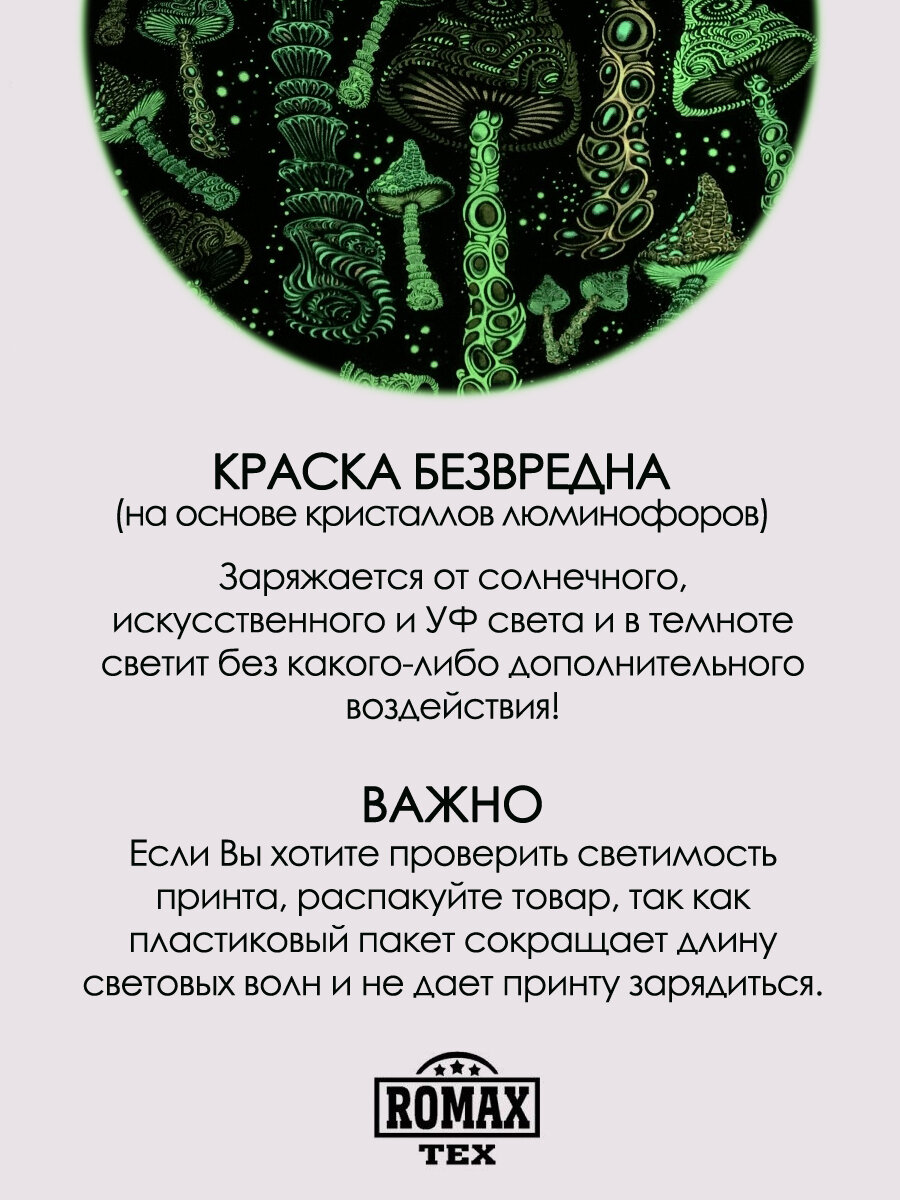 КРАСКА БЕЗВРЕДНА
(на основе кристаллов люминофоров)
Заряжается от солнечного,
искусственного и УФ света и в темноте
светит без какого-либо дополнительного
воздействия!
ВАЖНО
Если Вы хотите проверить светимость
принта, распакуйте товар, так как
пластиковый пакет сокращает длину
световых волн и не дает принту зарядиться.
ROMAX
ТЕХ